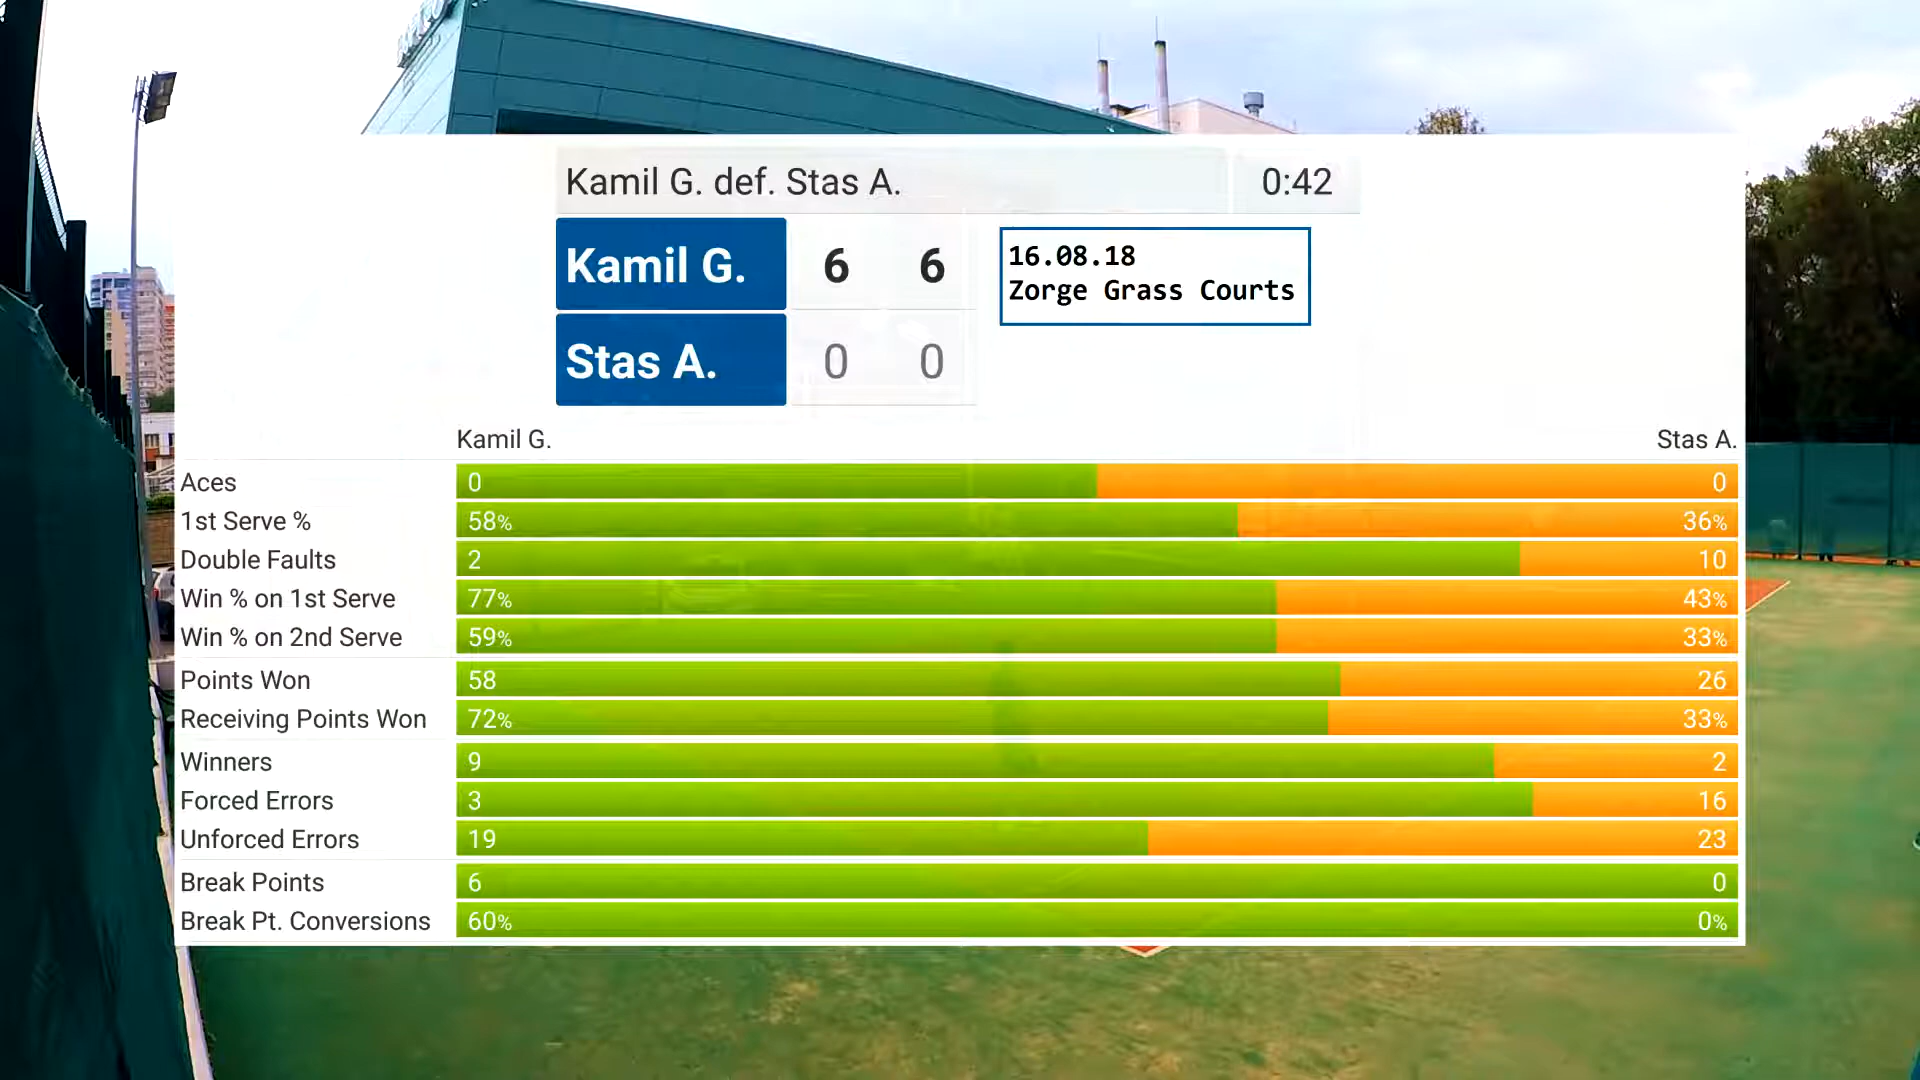 Kamil G. def. Stas A. 0:42
Kamil G. 6 6
16.08.18
Zorge Grass Courts
Stas A. 0 0
Kamil G. Stas A.
Aces 0 0
1st Serve % 58% 36%
Double Faults 2 10
Win % on 1st Serve 77% 43%
Win % on 2nd Serve 59% 33%
Points Won 58 26
Receiving Points Won 72% 33%
Winners 9 2
Forced Errors 3 16
Unforced Errors 19 23
Break Points 6 0
Break Pt. Conversions 60% 0%